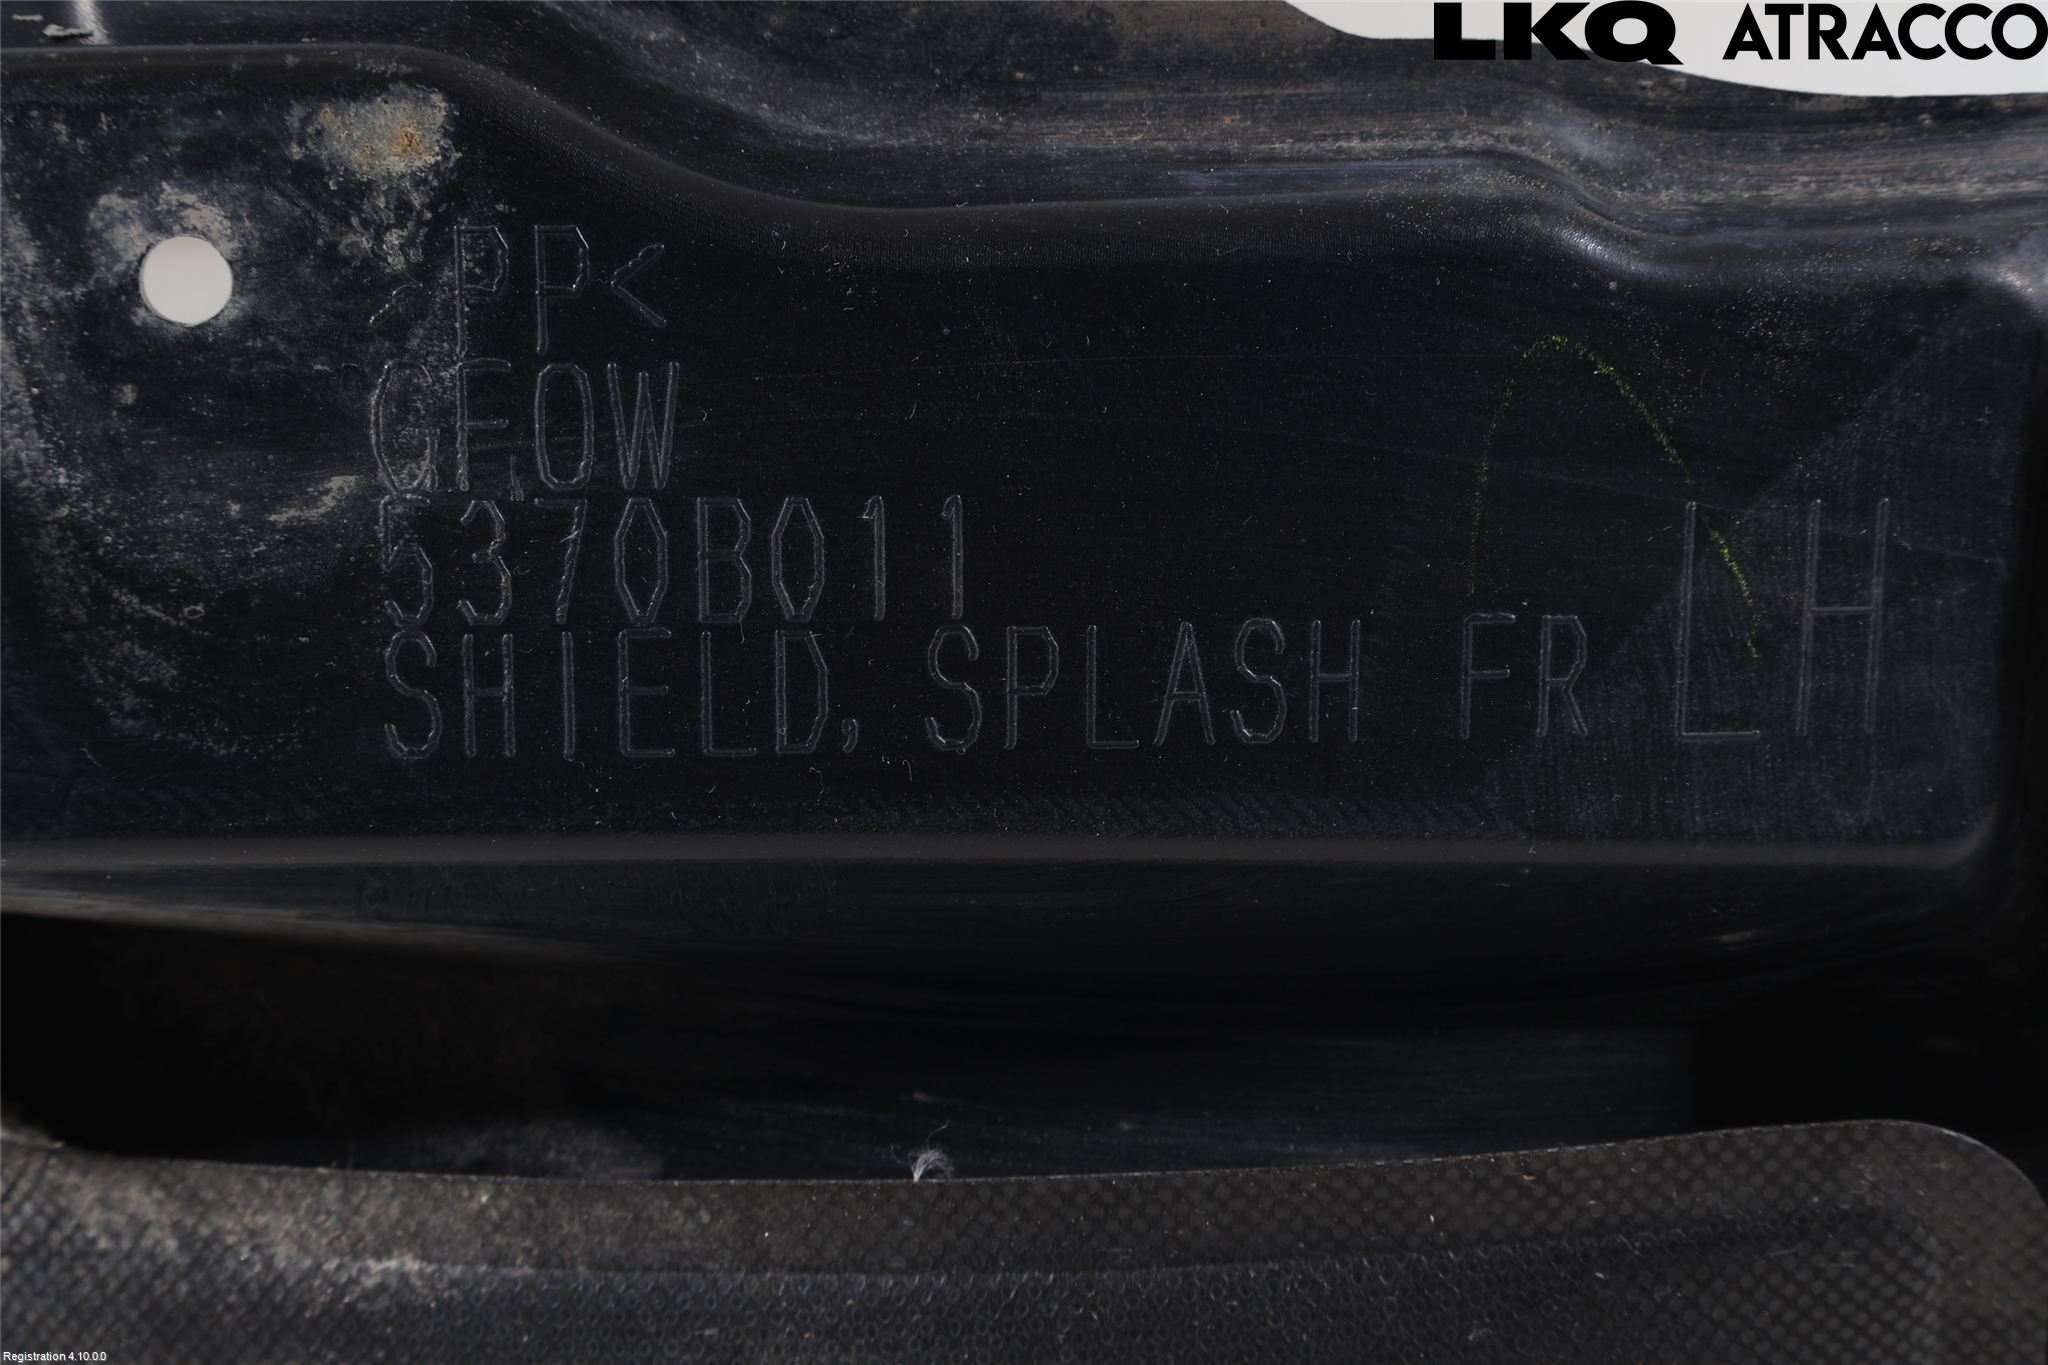 LKQ ATRACCO
>PP<
GF0W
5370B011
SHIELD, SPLASH FR LH
Registration 4.10.0.0